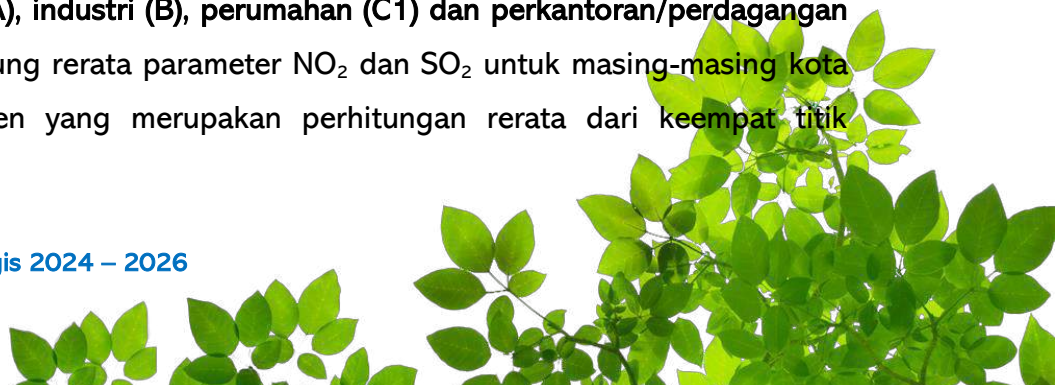 A), industri (B), perumahan (C1) dan perkantoran/perdagangan
ung rerata parameter NO₂ dan SO₂ untuk masing-masing kota
en yang merupakan perhitungan rerata dari keempat titik
gis 2024 – 2026